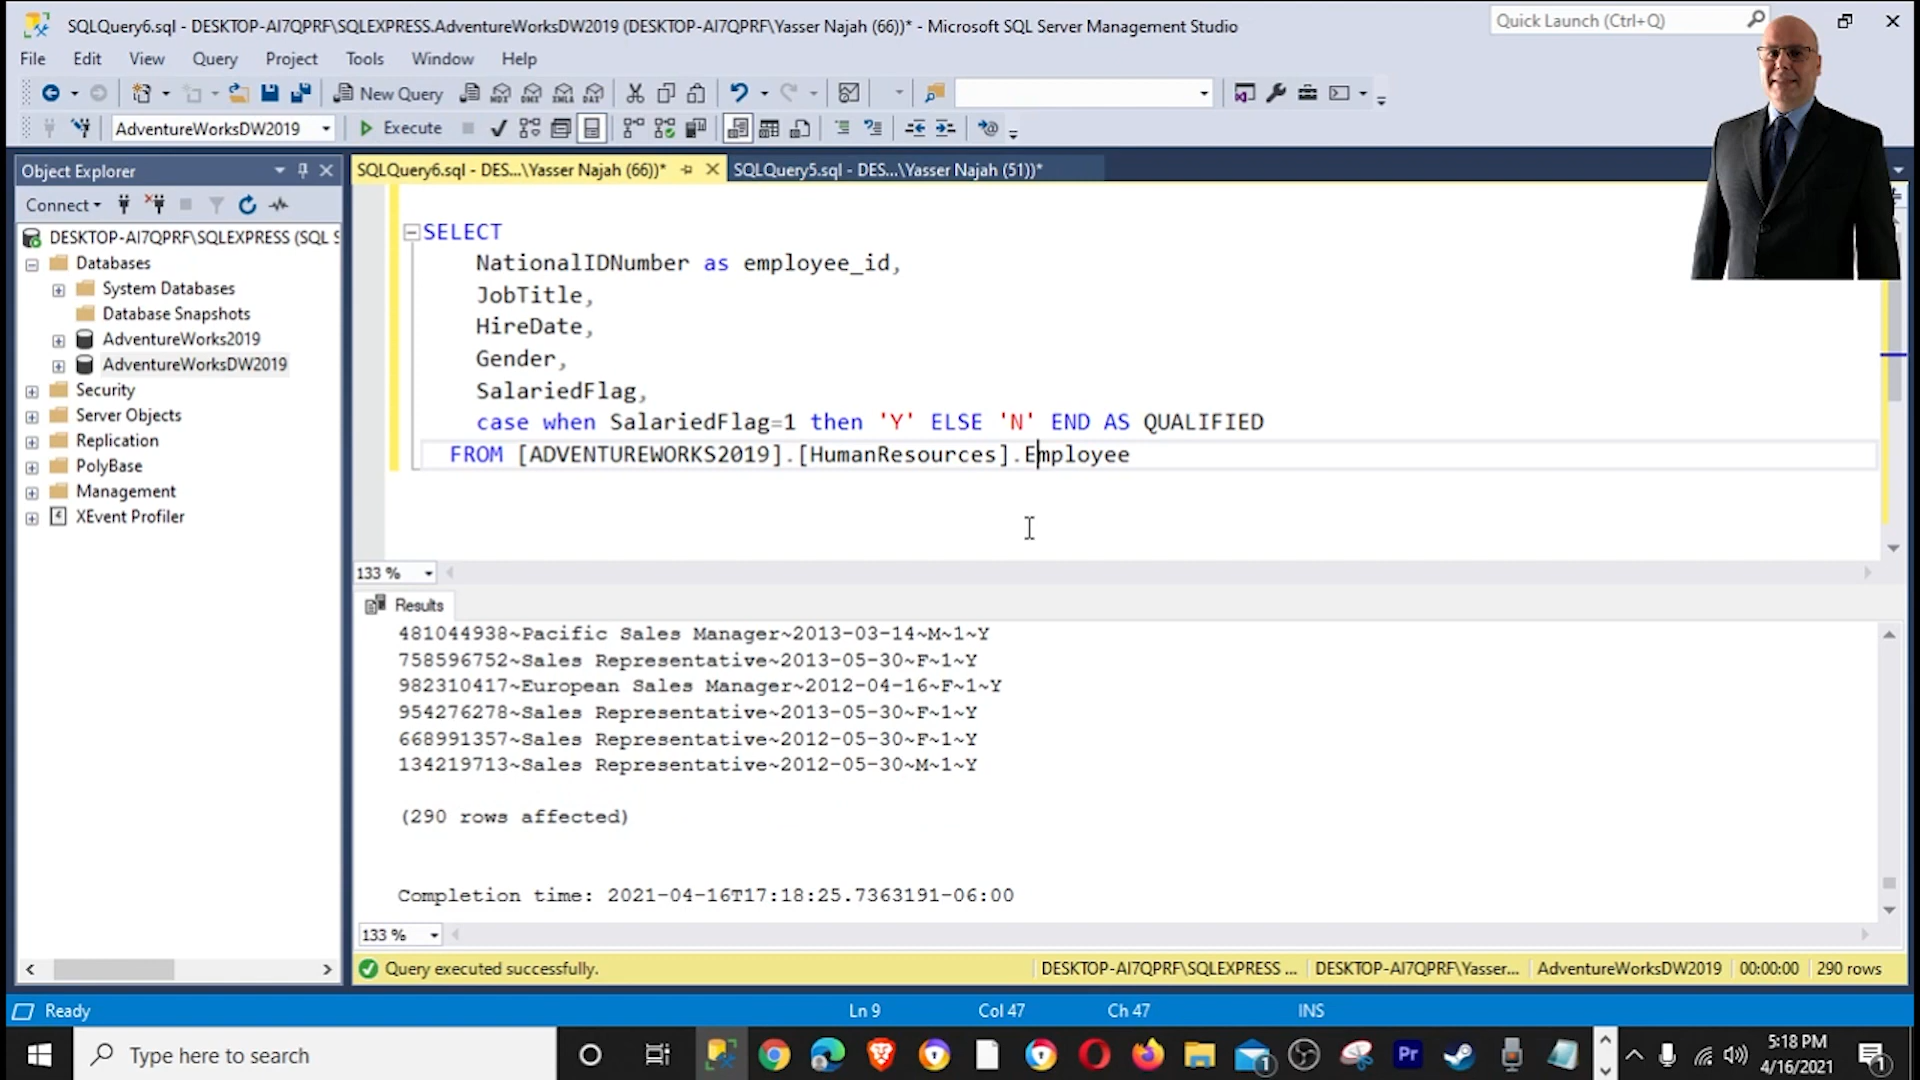 SQLQuery6.sql - DESKTOP-AI7QPRF\SQLEXPRESS.AdventureWorksDW2019 (DESKTOP-AI7QPRF\Yasser Najah (66))* - Microsoft SQL Server Management Studio
Quick Launch (Ctrl+Q)
File Edit View Query Project Tools Window Help
New Query
AdventureWorksDW2019
Execute
Object Explorer
SQLQuery6.sql - DES...\Yasser Najah (66))*
SQLQuery5.sql - DES...\Yasser Najah (51))*
Connect
DESKTOP-AI7QPRF\SQLEXPRESS (SQL S
Databases
System Databases
Database Snapshots
AdventureWorks2019
AdventureWorksDW2019
Security
Server Objects
Replication
PolyBase
Management
XEvent Profiler
SELECT
NationalIDNumber as employee_id,
JobTitle,
HireDate,
Gender,
SalariedFlag,
case when SalariedFlag=1 then 'Y' ELSE 'N' END AS QUALIFIED
FROM [ADVENTUREWORKS2019].[HumanResources].Employee
133 %
Results
481044938~Pacific Sales Manager~2013-03-14~M~1~Y
758596752~Sales Representative~2013-05-30~F~1~Y
982310417~European Sales Manager~2012-04-16~F~1~Y
954276278~Sales Representative~2013-05-30~F~1~Y
668991357~Sales Representative~2012-05-30~F~1~Y
134219713~Sales Representative~2012-05-30~M~1~Y
(290 rows affected)
Completion time: 2021-04-16T17:18:25.7363191-06:00
133 %
Query executed successfully.
DESKTOP-AI7QPRF\SQLEXPRESS ...
DESKTOP-AI7QPRF\Yasser...
AdventureWorksDW2019
00:00:00
290 rows
Ready
Ln 9
Col 47
Ch 47
INS
Type here to search
Pr
1
5:18 PM
4/16/2021
1